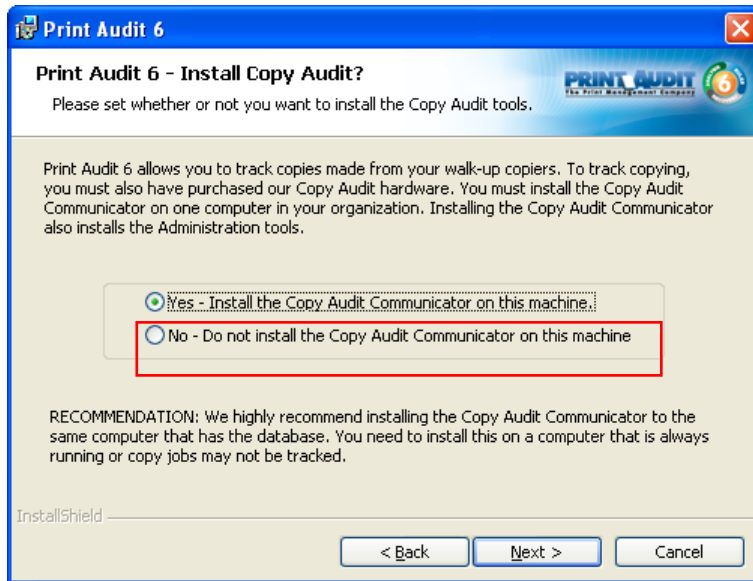 Print Audit 6
Print Audit 6 - Install Copy Audit?
Please set whether or not you want to install the Copy Audit tools.
PRINT AUDIT 6
The Print Management Company
Print Audit 6 allows you to track copies made from your walk-up copiers. To track copying,
you must also have purchased our Copy Audit hardware. You must install the Copy Audit
Communicator on one computer in your organization. Installing the Copy Audit Communicator
also installs the Administration tools.
Yes - Install the Copy Audit Communicator on this machine.
No - Do not install the Copy Audit Communicator on this machine
RECOMMENDATION: We highly recommend installing the Copy Audit Communicator to the
same computer that has the database. You need to install this on a computer that is always
running or copy jobs may not be tracked.
InstallShield
< Back
Next >
Cancel